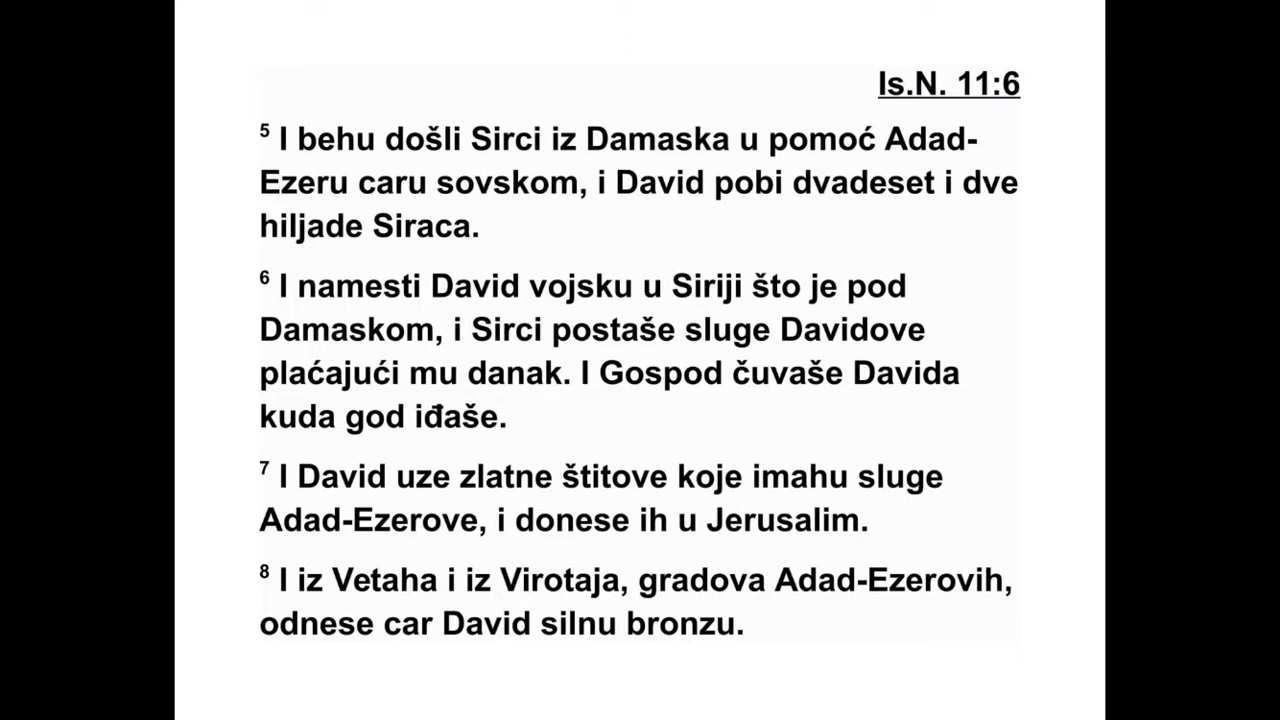 Is.N. 11:6
5 I behu došli Sirci iz Damaska u pomoć Adad-
Ezeru caru sovskom, i David pobi dvadeset i dve
hiljade Siraca.
6 I namesti David vojsku u Siriji što je pod
Damaskom, i Sirci postaše sluge Davidove
plaćajući mu danak. I Gospod čuvaše Davida
kuda god iđaše.
7 I David uze zlatne štitove koje imahu sluge
Adad-Ezerove, i donese ih u Jerusalim.
8 I iz Vetaha i iz Virotaja, gradova Adad-Ezerovih,
odnese car David silnu bronzu.